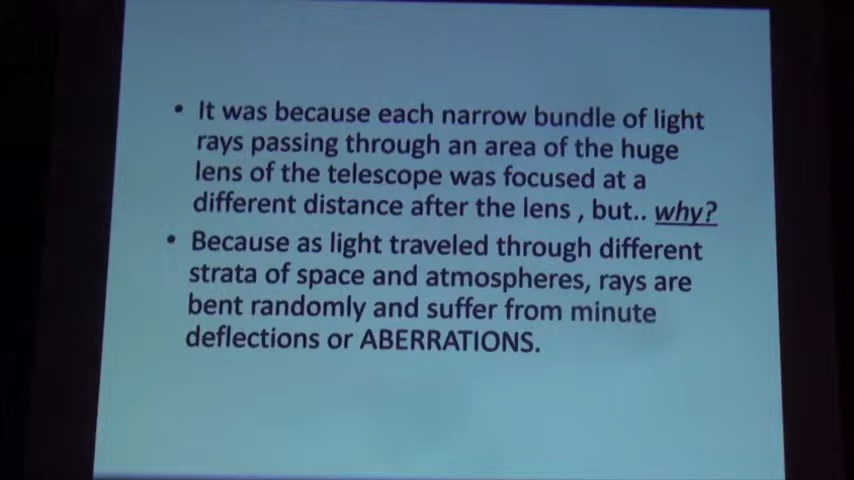 • It was because each narrow bundle of light
rays passing through an area of the huge
lens of the telescope was focused at a
different distance after the lens , but.. why?
• Because as light traveled through different
strata of space and atmospheres, rays are
bent randomly and suffer from minute
deflections or ABERRATIONS.